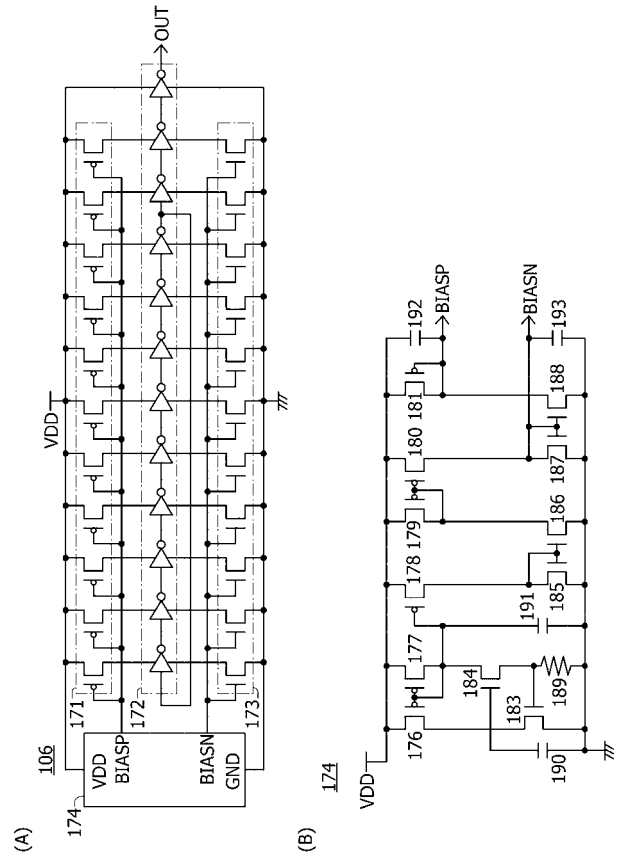 (A)
106
VDD
OUT
171
172
173
174
VDD
BIASP
BIASN
GND
(B)
174
VDD
176
177
178
179
180
181
192
BIASP
184
183
189
190
191
185
186
187
188
BIASN
193